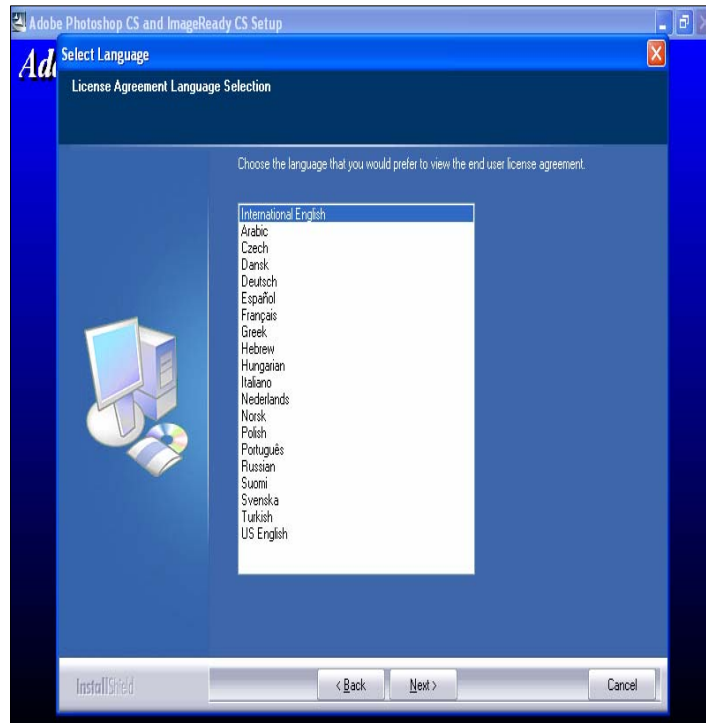 Adobe Photoshop CS and ImageReady CS Setup
Select Language
License Agreement Language Selection
Choose the language that you would prefer to view the end user license agreement.
International English
Arabic
Czech
Dansk
Deutsch
Español
Français
Greek
Hebrew
Hungarian
Italiano
Nederlands
Norsk
Polish
Português
Russian
Suomi
Svenska
Turkish
US English
InstallShield
< Back
Next >
Cancel